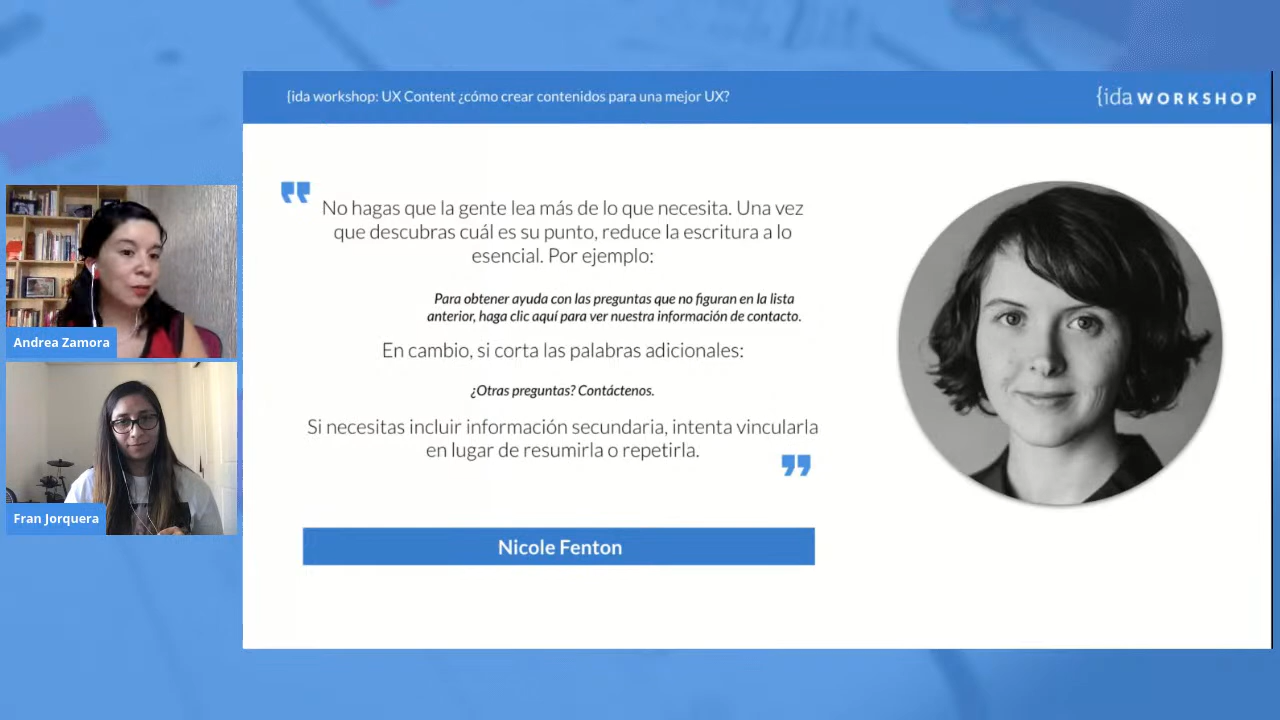 {ida workshop: UX Content ¿cómo crear contenidos para una mejor UX?
{ida WORKSHOP
No hagas que la gente lea más de lo que necesita. Una vez
que descubras cuál es su punto, reduce la escritura a lo
esencial. Por ejemplo:
Para obtener ayuda con las preguntas que no figuran en la lista
anterior, haga clic aquí para ver nuestra información de contacto.
En cambio, si corta las palabras adicionales:
¿Otras preguntas? Contáctenos.
Si necesitas incluir información secundaria, intenta vincularla
en lugar de resumirla o repetirla.
Nicole Fenton
Andrea Zamora
Fran Jorquera